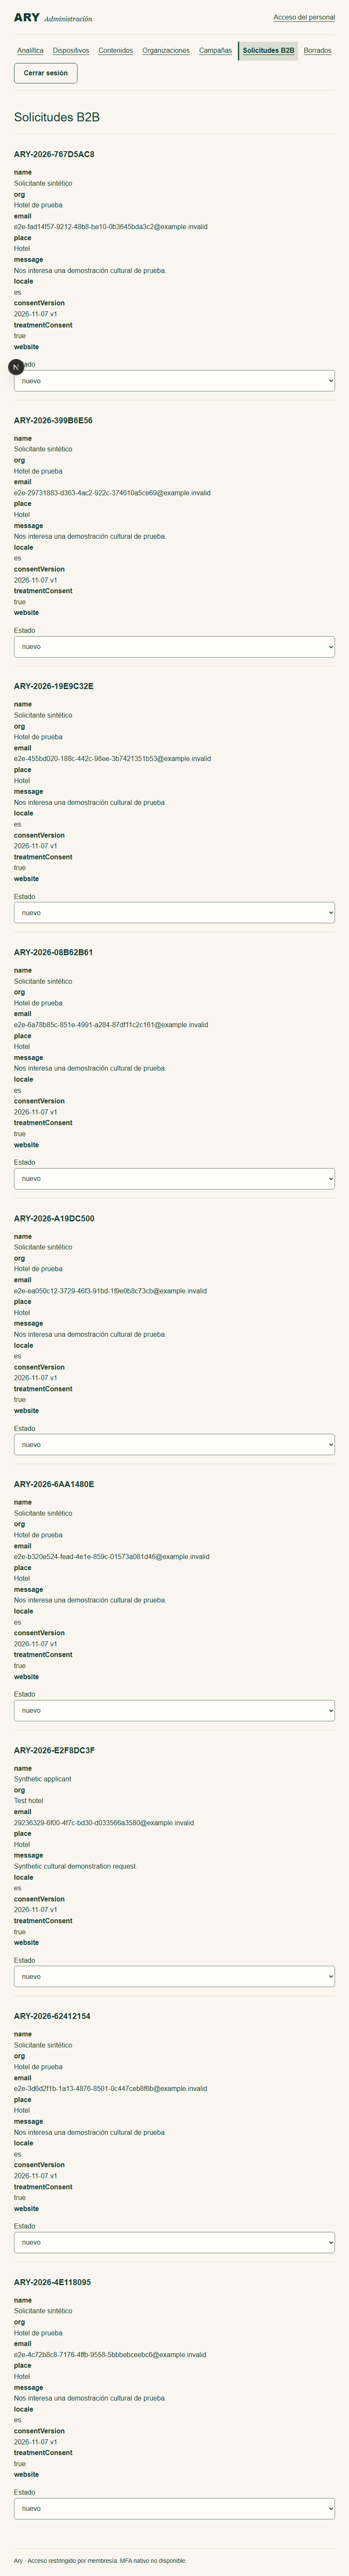 ARY Administración
Acceso del personal
Analítica Dispositivos Contenidos Organizaciones Campañas Solicitudes B2B Borrados
Cerrar sesión
Solicitudes B2B
ARY-2026-767D5AC8
name
Solicitante sintético
org
Hotel de prueba
email
e2e-fad14f57-9212-48b8-be10-0b3645bda3c2@example.invalid
place
Hotel
message
Nos interesa una demostración cultural de prueba.
locale
es
consentVersion
2026-11-07.v1
treatmentConsent
true
website
N
nuevo
ARY-2026-399B6E56
name
Solicitante sintético
org
Hotel de prueba
email
e2e-29731883-d363-4ac2-922c-374610a5ce69@example.invalid
place
Hotel
message
Nos interesa una demostración cultural de prueba.
locale
es
consentVersion
2026-11-07.v1
treatmentConsent
true
website
Estado
nuevo
ARY-2026-19E9C32E
name
Solicitante sintético
org
Hotel de prueba
email
e2e-455bd020-188c-442c-98ee-3b7421351b53@example.invalid
place
Hotel
message
Nos interesa una demostración cultural de prueba.
locale
es
consentVersion
2026-11-07.v1
treatmentConsent
true
website
Estado
nuevo
ARY-2026-08B62B61
name
Solicitante sintético
org
Hotel de prueba
email
e2e-6a78b85c-851e-4991-a284-87df11c2c161@example.invalid
place
Hotel
message
Nos interesa una demostración cultural de prueba.
locale
es
consentVersion
2026-11-07.v1
treatmentConsent
true
website
Estado
nuevo
ARY-2026-A19DC500
name
Solicitante sintético
org
Hotel de prueba
email
e2e-ea050c12-3729-46f3-91bd-1f9e0b8c73cb@example.invalid
place
Hotel
message
Nos interesa una demostración cultural de prueba.
locale
es
consentVersion
2026-11-07.v1
treatmentConsent
true
website
Estado
nuevo
ARY-2026-6AA1480E
name
Solicitante sintético
org
Hotel de prueba
email
e2e-b320e524-fead-4e1e-859c-01573a081d46@example.invalid
place
Hotel
message
Nos interesa una demostración cultural de prueba.
locale
es
consentVersion
2026-11-07.v1
treatmentConsent
true
website
Estado
nuevo
ARY-2026-E2F8DC3F
name
Synthetic applicant
org
Test hotel
email
29236329-6f00-4f7c-bd30-d033566a3580@example.invalid
place
Hotel
message
Synthetic cultural demonstration request.
locale
es
consentVersion
2026-11-07.v1
treatmentConsent
true
website
Estado
nuevo
ARY-2026-62412154
name
Solicitante sintético
org
Hotel de prueba
email
e2e-3d6d2f1b-1a13-4876-8501-0c447ceb8f6b@example.invalid
place
Hotel
message
Nos interesa una demostración cultural de prueba.
locale
es
consentVersion
2026-11-07.v1
treatmentConsent
true
website
Estado
nuevo
ARY-2026-4E118095
name
Solicitante sintético
org
Hotel de prueba
email
e2e-4c72b8c8-7176-4ffb-9558-5bbbebceebc6@example.invalid
place
Hotel
message
Nos interesa una demostración cultural de prueba.
locale
es
consentVersion
2026-11-07.v1
treatmentConsent
true
website
Estado
nuevo
Ary · Acceso restringido por membresía. MFA nativo no disponible.